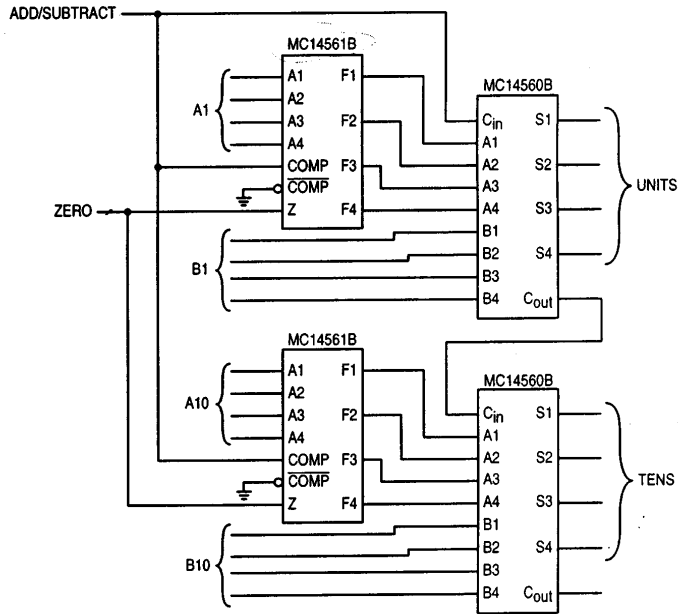 ADD/SUBTRACT
MC14561B
A1
A1
A2
A3
A4
COMP
COMP
Z
F1
F2
F3
F4
ZERO
B1
MC14560B
Cin
A1
A2
A3
A4
B1
B2
B3
B4
S1
S2
S3
S4
Cout
UNITS
MC14561B
A10
A1
A2
A3
A4
COMP
COMP
Z
F1
F2
F3
F4
B10
MC14560B
Cin
A1
A2
A3
A4
B1
B2
B3
B4
S1
S2
S3
S4
Cout
TENS